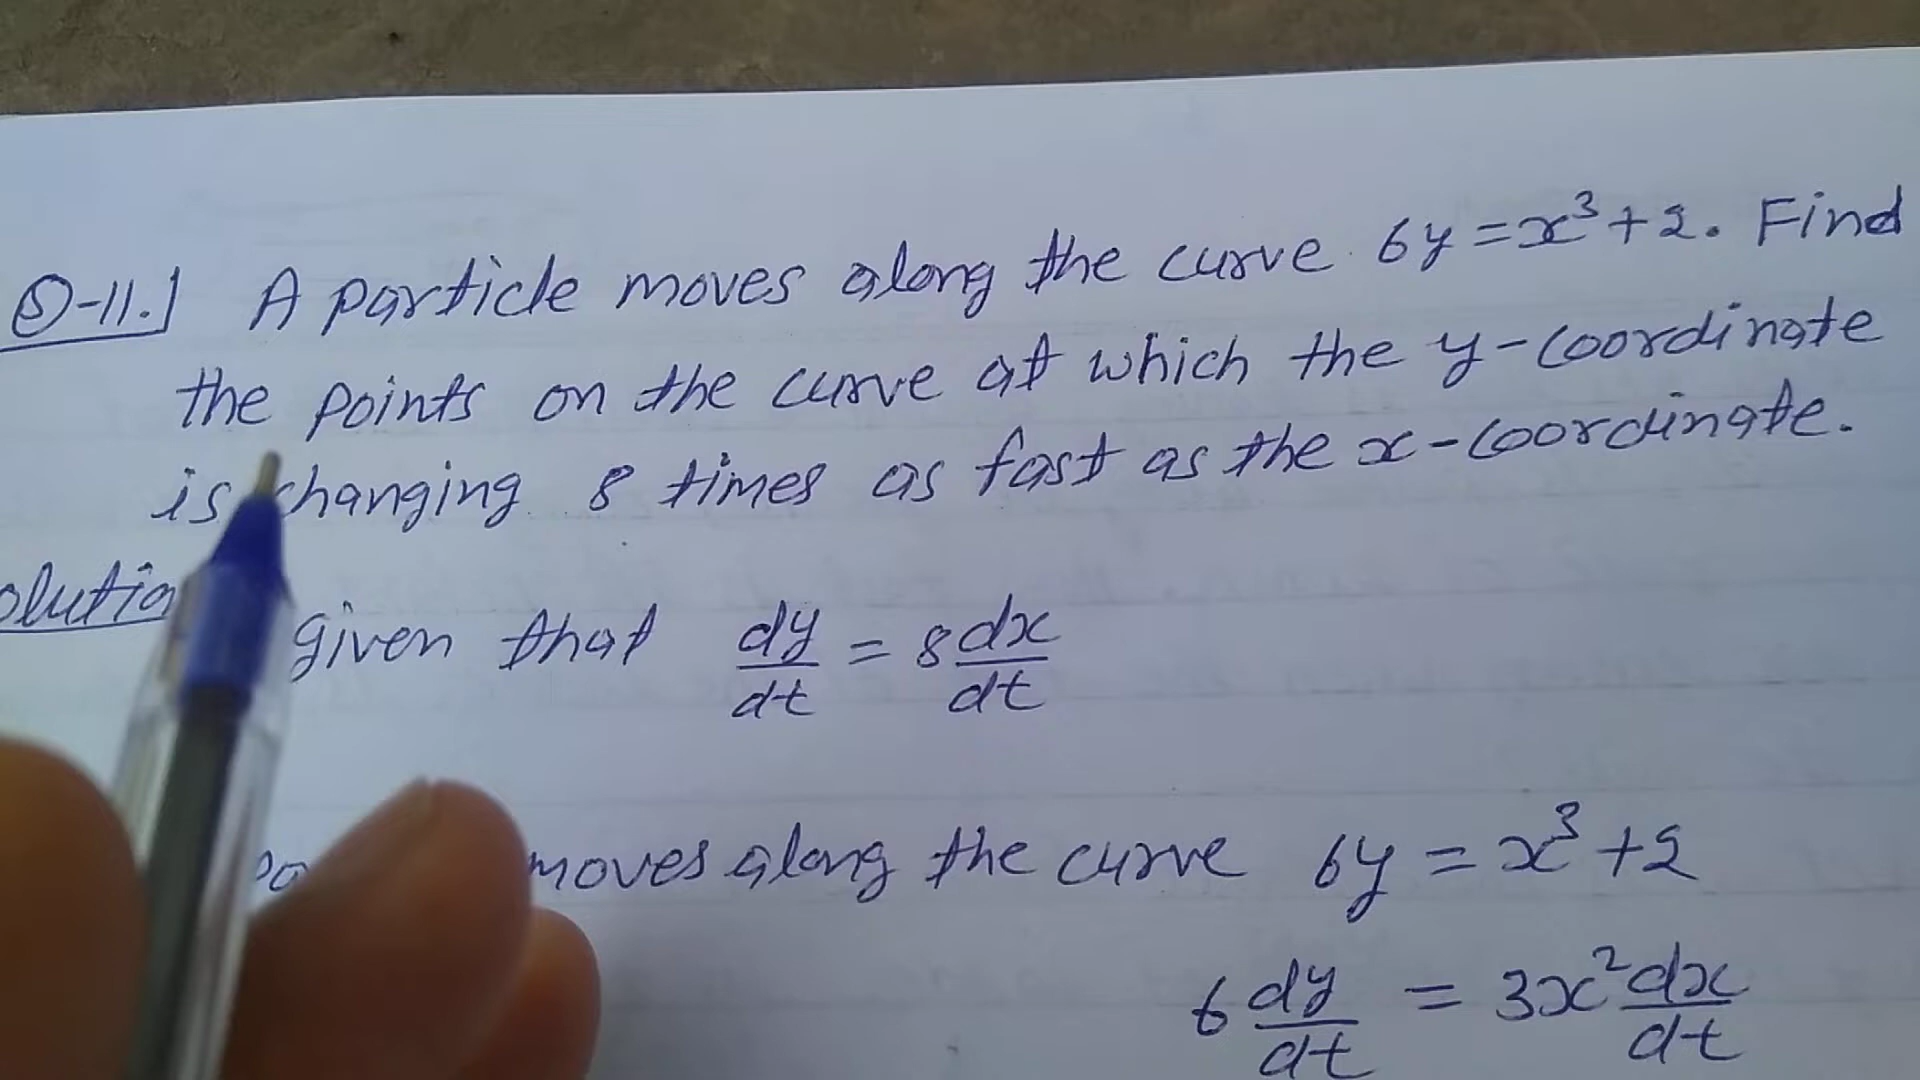 Q-11.] A particle moves along the curve 6y = x³ + 2. Find
the points on the curve at which the y-coordinate
is changing 8 times as fast as the x-coordinate.
given that dy/dt = 8 dx/dt
moves along the curve 6y = x³ + 2
6 dy/dt = 3x² dx/dt